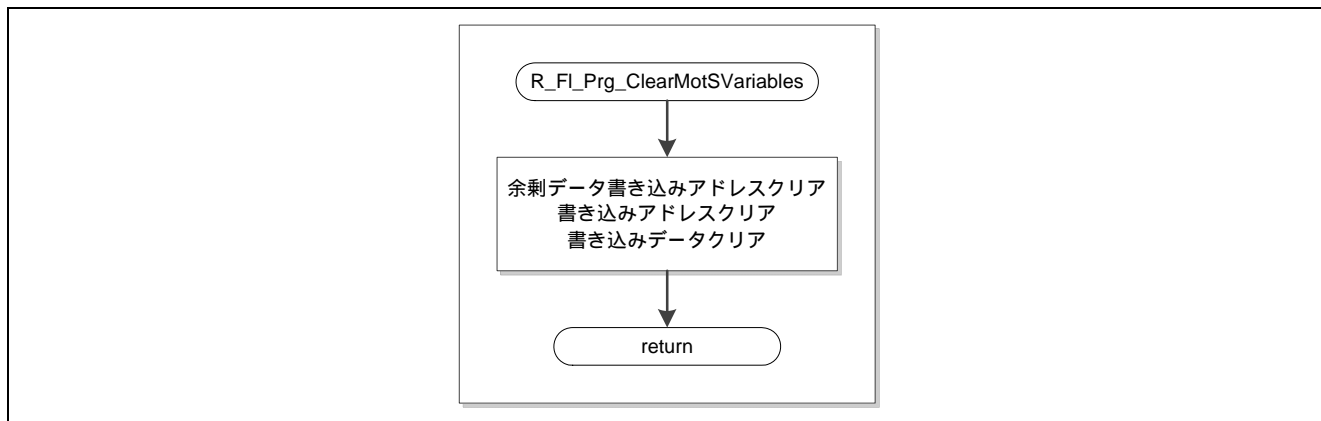 R_Fl_Prg_ClearMotSVariables
余剰データ書き込みアドレスクリア
書き込みアドレスクリア
書き込みデータクリア
return